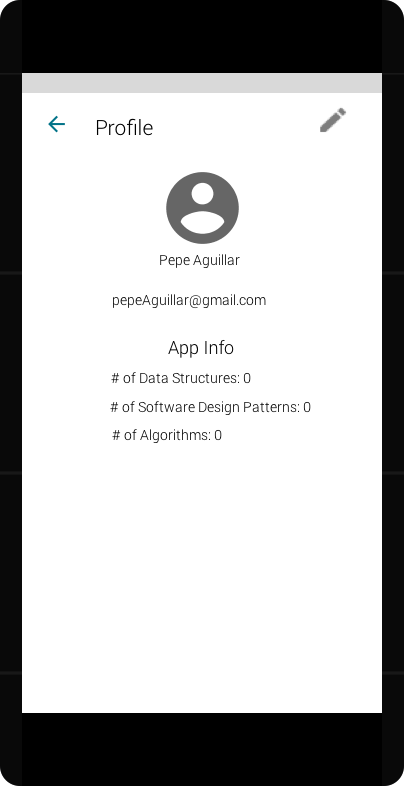 Profile
Pepe Aguillar
pepeAguillar@gmail.com
App Info
# of Data Structures: 0
# of Software Design Patterns: 0
# of Algorithms: 0